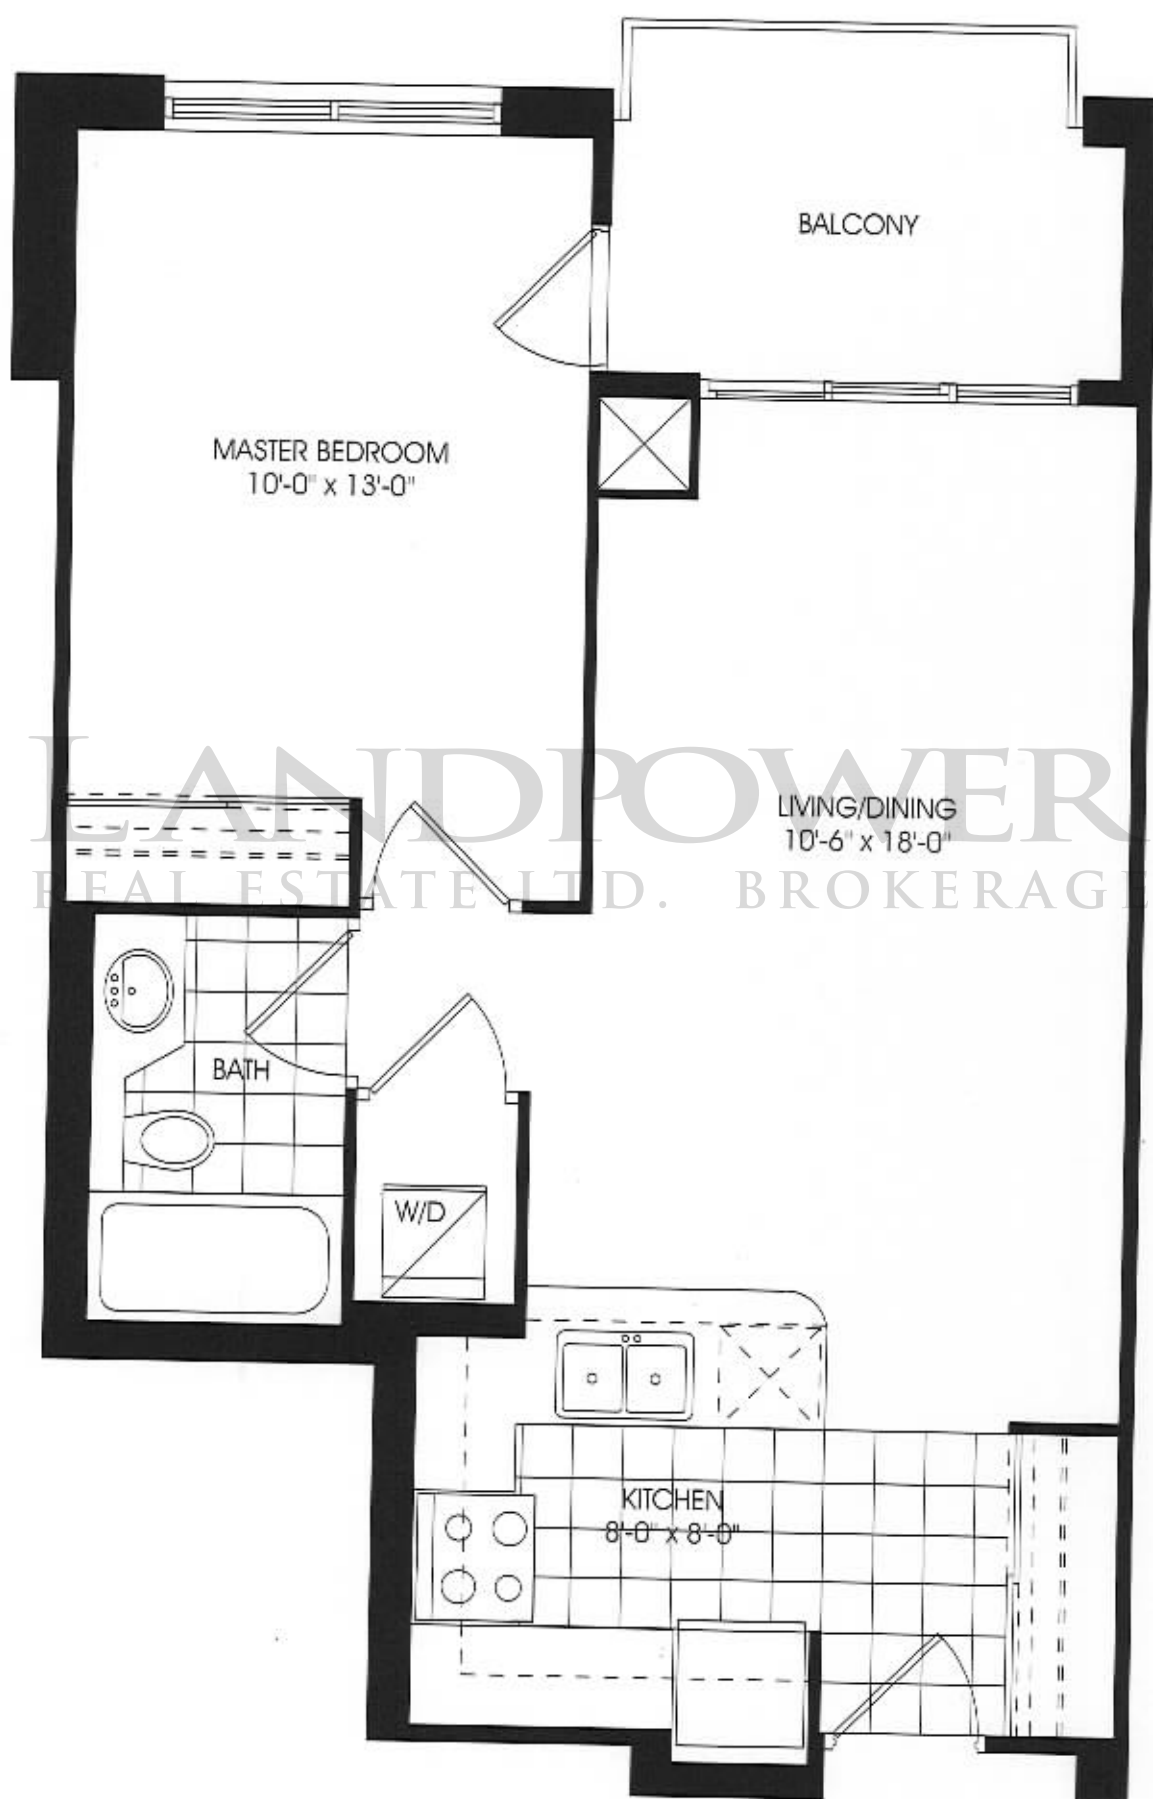 BALCONY
MASTER BEDROOM
10'-0" x 13'-0"
LANDPOWER
REAL ESTATE LTD. BROKERAGE
LIVING/DINING
10'-6" x 18'-0"
BATH
W/D
KITCHEN
8'-0" x 8'-0"